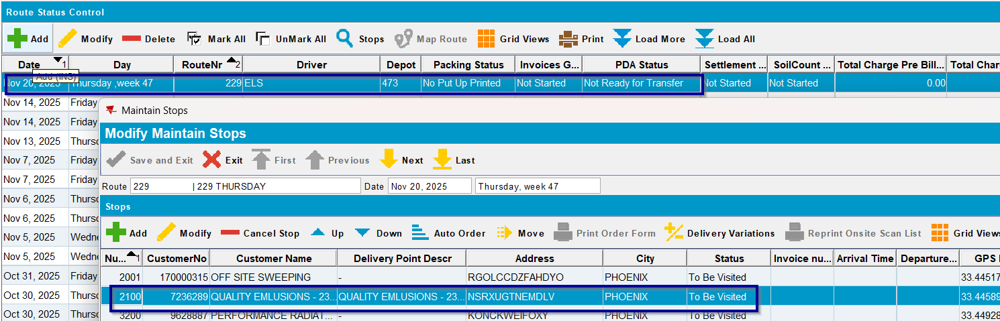 Route Status Control
Add Modify Delete Mark All UnMark All Stops Map Route Grid Views Print Load More Load All
Date 1 Day RouteNr 2 Driver Depot Packing Status Invoices G... PDA Status Settlement ... SoilCount ... Total Charge Pre Bill... Total Char
Add (INS)
Nov 20, 2025 Thursday ,week 47 229 ELS 473 No Put Up Printed Not Started Not Ready for Transfer Not Started Not Started 0.00
Nov 14, 2025 Friday
Nov 14, 2025 Friday
Nov 13, 2025 Thurs
Nov 7, 2025 Friday
Nov 7, 2025 Friday
Nov 6, 2025 Thurs
Nov 6, 2025 Thurs
Nov 5, 2025 Wedn
Nov 5, 2025 Wedn
Oct 31, 2025 Friday
Oct 30, 2025 Thurs
Oct 30, 2025 Thurs
Maintain Stops
Modify Maintain Stops
Save and Exit Exit First Previous Next Last
Route 229 | 229 THURSDAY Date Nov 20, 2025 Thursday, week 47
Stops
Add Modify Cancel Stop Up Down Auto Order Move Print Order Form Delivery Variations Reprint Onsite Scan List Grid Views
Nu... 1 CustomerNo Customer Name Delivery Point Descr Address City Status Invoice nu... Arrival Time Departure... GPS
2001 170000315 OFF SITE SWEEPING - RGOLCCDZFAHDYO PHOENIX To Be Visited 33.44517
2100 7236289 QUALITY EMLUSIONS - 23... QUALITY EMLUSIONS - 23... NSRXUGTNEMDLV PHOENIX To Be Visited 33.44589
3200 9628887 PERFORMANCE RADIAT... - KONCKWEIFOXY PHOENIX To Be Visited 33.44928